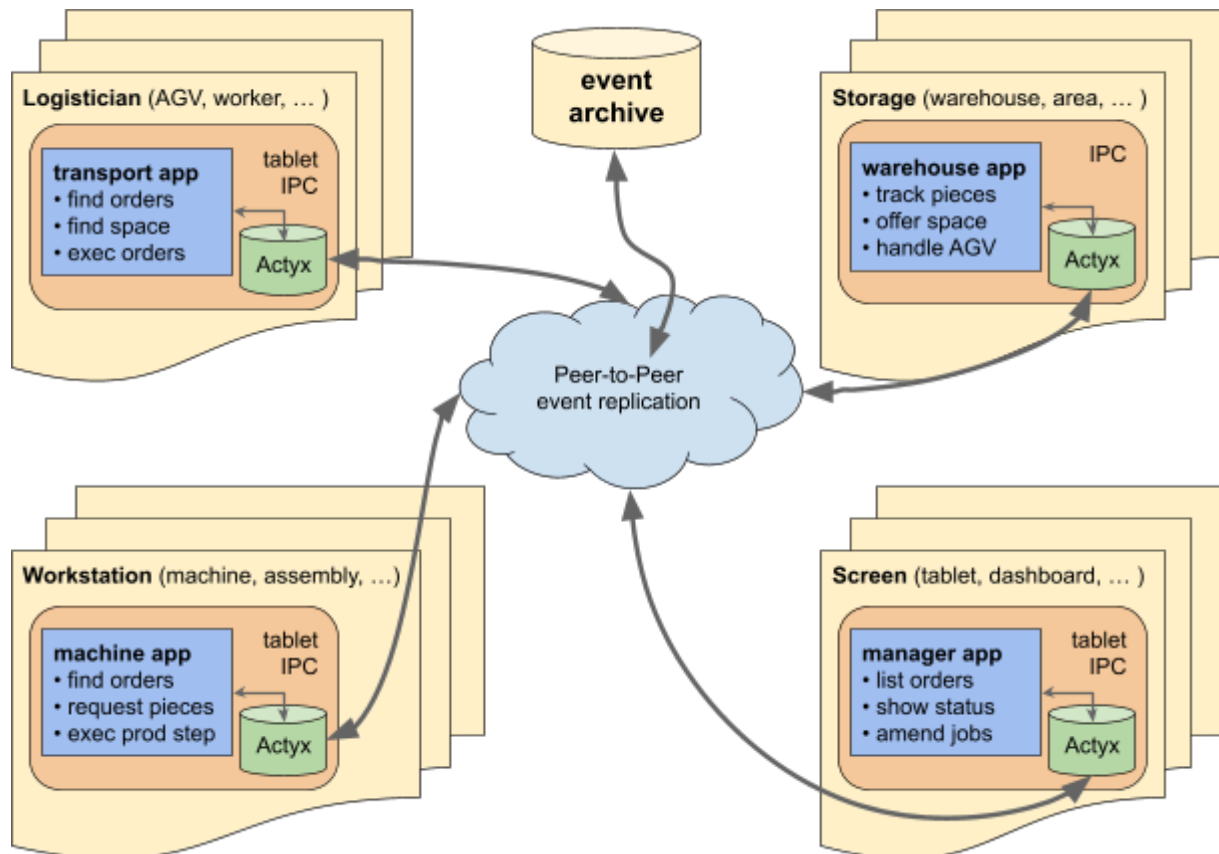 Logistician (AGV, worker, … )
transport app
• find orders
• find space
• exec orders
tablet
IPC
Actyx
event
archive
Storage (warehouse, area, … )
warehouse app
• track pieces
• offer space
• handle AGV
IPC
Actyx
Peer-to-Peer
event replication
Workstation (machine, assembly, …)
machine app
• find orders
• request pieces
• exec prod step
tablet
IPC
Actyx
Screen (tablet, dashboard, … )
manager app
• list orders
• show status
• amend jobs
tablet
IPC
Actyx